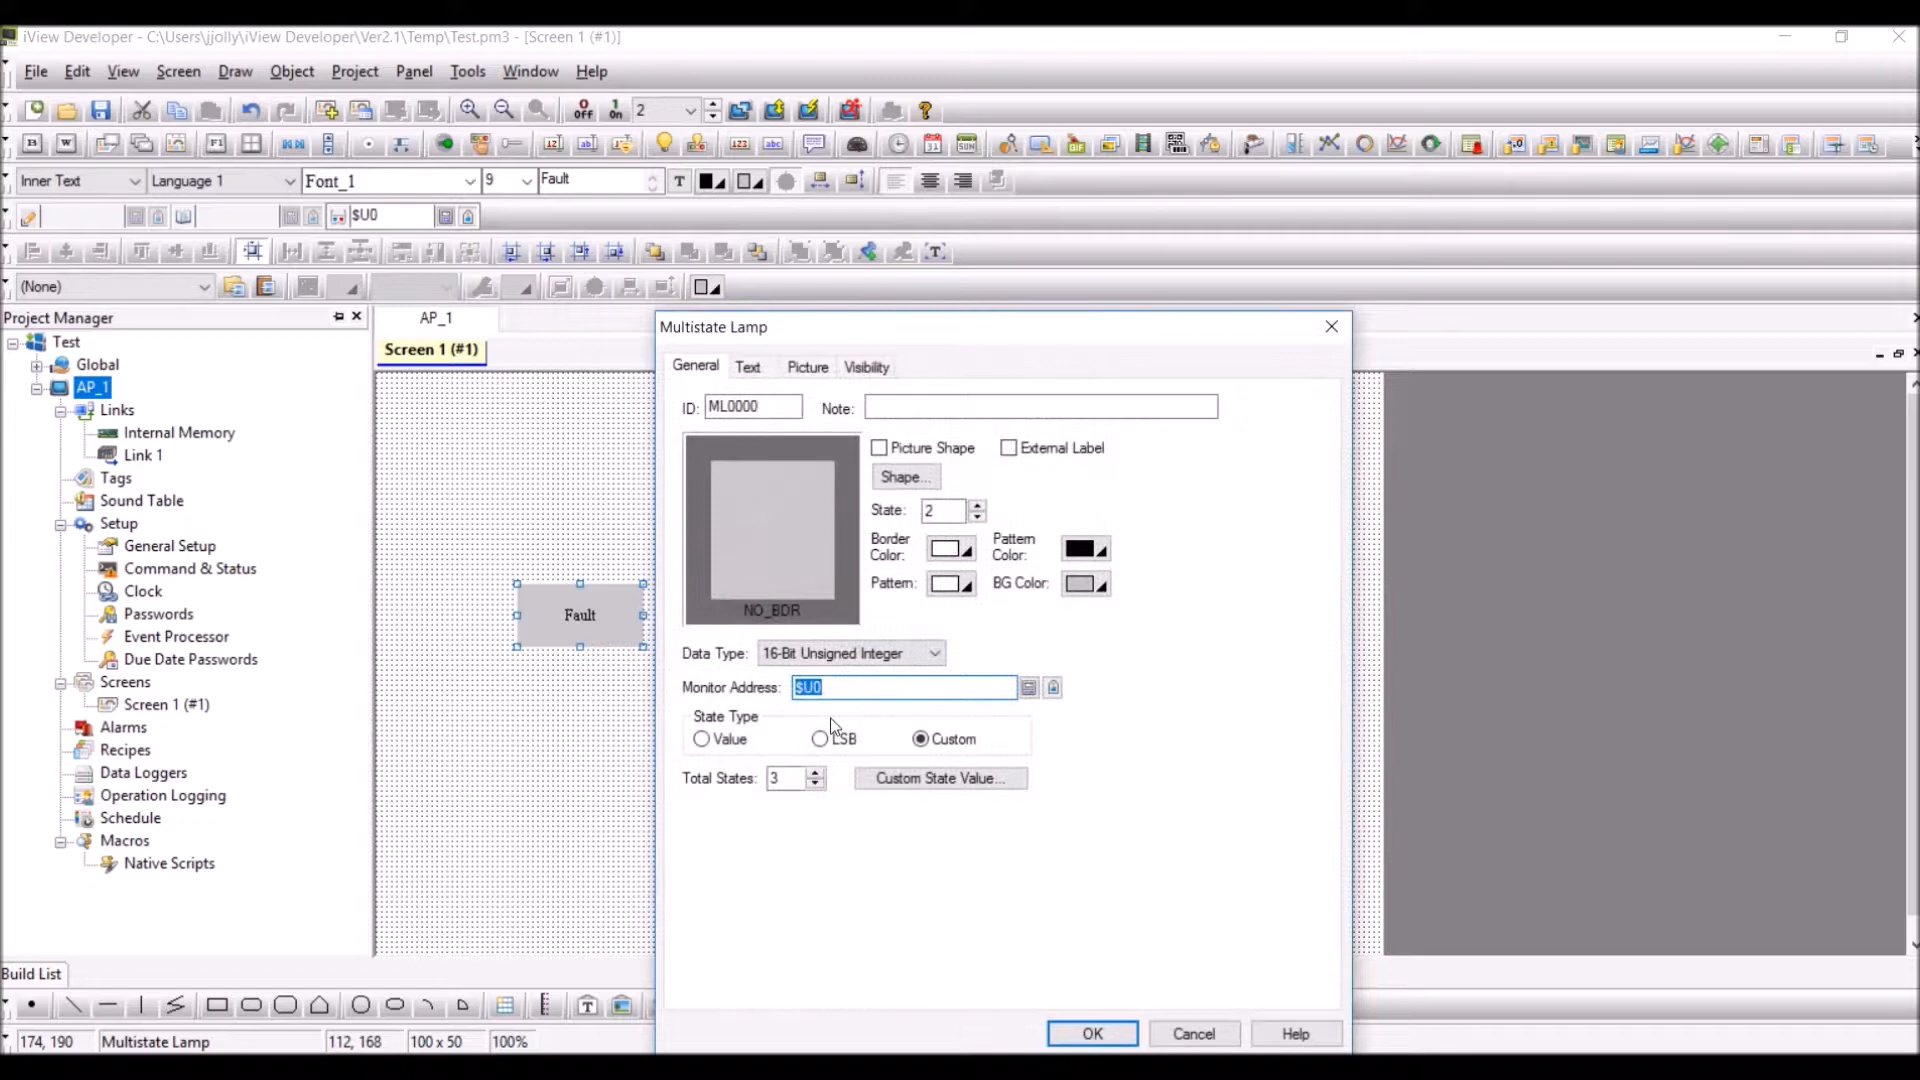 iView Developer - C:\Users\jjolly\iView Developer\Ver2.1\Temp\Test.pm3 - [Screen 1 (#1)]
File Edit View Screen Draw Object Project Panel Tools Window Help
0 OFF 1 On 2
Inner Text Language 1 Font_1 9 Fault
$U0
(None)
Project Manager
Test
Global
AP_1
Links
Internal Memory
Link 1
Tags
Sound Table
Setup
General Setup
Command & Status
Clock
Passwords
Event Processor
Due Date Passwords
Screens
Screen 1 (#1)
Alarms
Recipes
Data Loggers
Operation Logging
Schedule
Macros
Native Scripts
AP_1
Screen 1 (#1)
Fault
Multistate Lamp
General Text Picture Visibility
ID: ML0000 Note:
Picture Shape External Label
Shape...
State: 2
Border Color: Pattern Color:
Pattern: BG Color:
NO_BDR
Data Type: 16-Bit Unsigned Integer
Monitor Address: $U0
State Type
Value LSB Custom
Total States: 3 Custom State Value...
OK Cancel Help
Build List
174, 190 Multistate Lamp 112, 168 100 x 50 100%